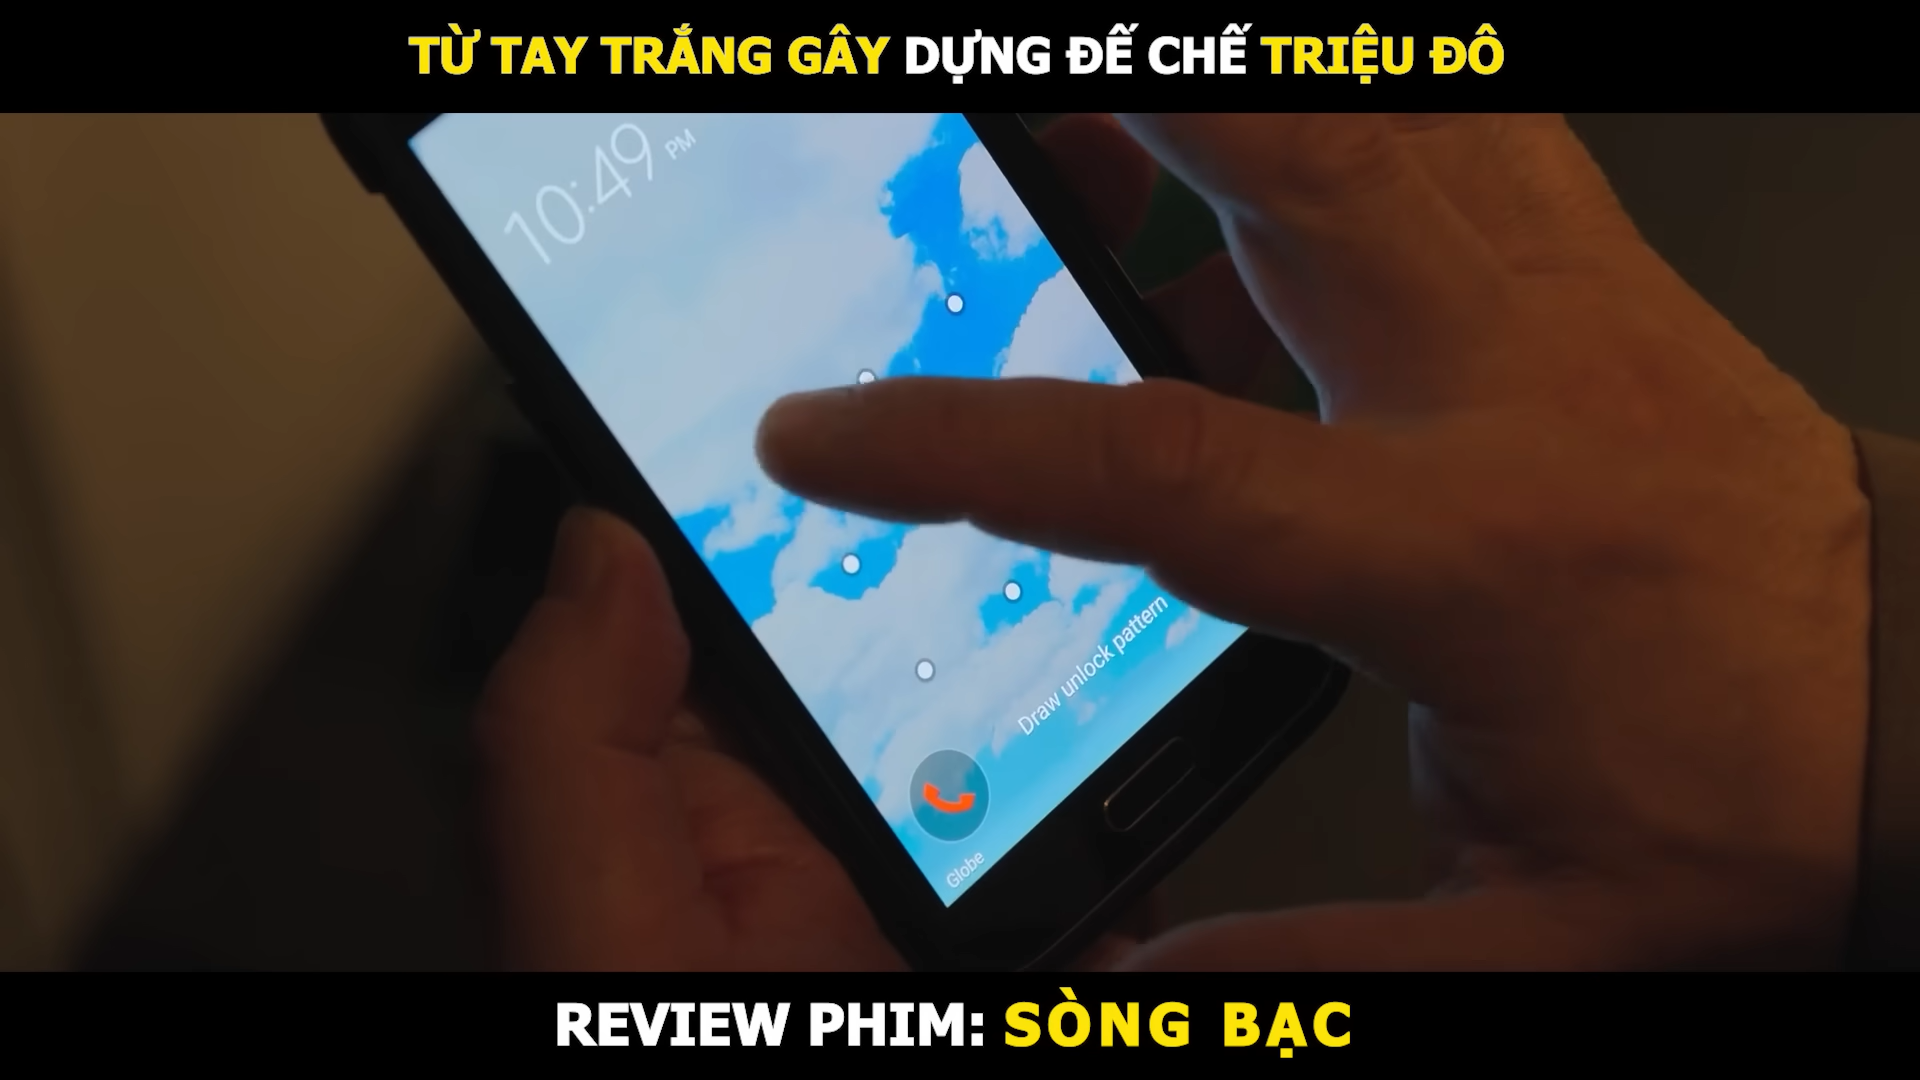 TỪ TAY TRẮNG GÂY DỰNG ĐẾ CHẾ TRIỆU ĐÔ
10:49 PM
Draw unlock pattern
Globe
REVIEW PHIM: SÒNG BẠC